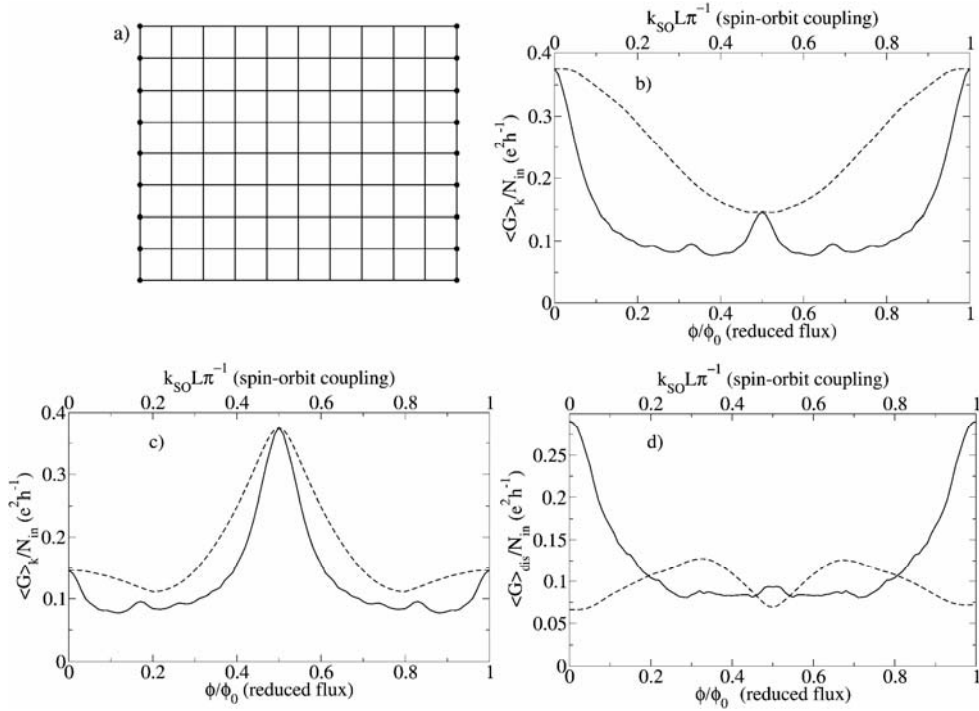 a)
k_SO Lπ^-1 (spin-orbit coupling)
0 0.2 0.4 0.6 0.8 1
b)
0.4
0.3
0.2
0.1
0
<G>_k/N_in (e^2h^-1)
0 0.2 0.4 0.6 0.8 1
ϕ/ϕ_0 (reduced flux)
k_SO Lπ^-1 (spin-orbit coupling)
0 0.2 0.4 0.6 0.8 1
c)
0.4
0.3
0.2
0.1
0
<G>_k/N_in (e^2h^-1)
0 0.2 0.4 0.6 0.8 1
ϕ/ϕ_0 (reduced flux)
k_SO Lπ^-1 (spin-orbit coupling)
0 0.2 0.4 0.6 0.8 1
d)
0.25
0.2
0.15
0.1
0.05
0
<G>_dis/N_in (e^2h^-1)
0 0.2 0.4 0.6 0.8 1
ϕ/ϕ_0 (reduced flux)